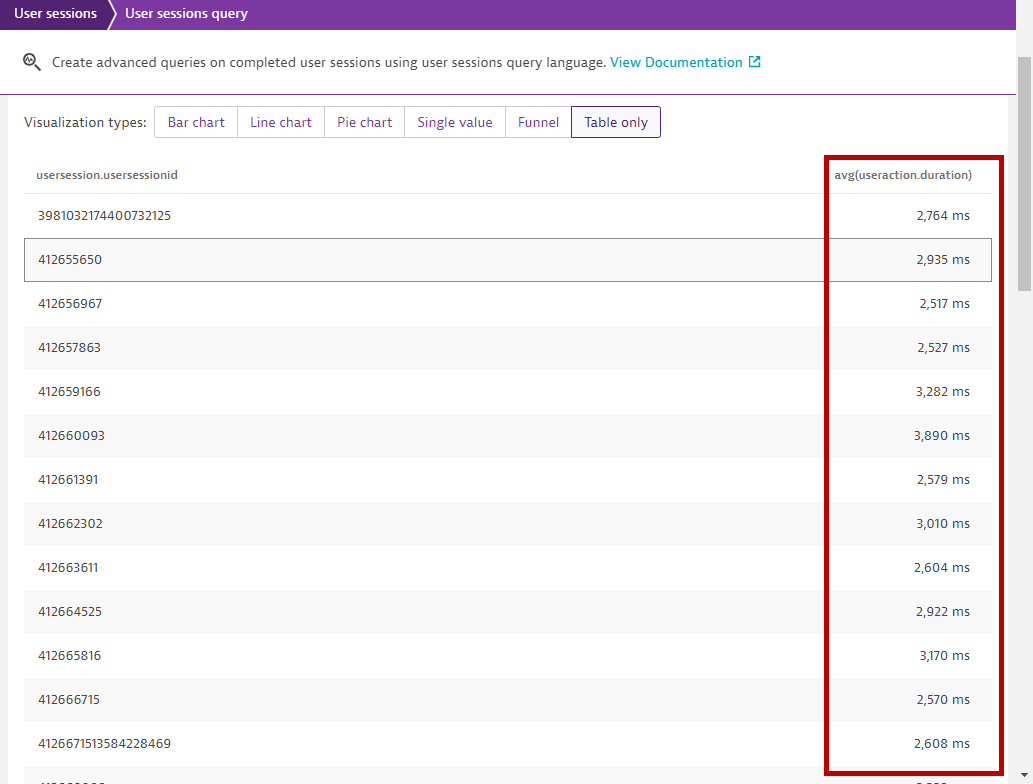 User sessions User sessions query
Create advanced queries on completed user sessions using user sessions query language. View Documentation
Visualization types: Bar chart Line chart Pie chart Single value Funnel Table only
usersession.usersessionid avg(useraction.duration)
3981032174400732125 2,764 ms
412655650 2,935 ms
412656967 2,517 ms
412657863 2,527 ms
412659166 3,282 ms
412660093 3,890 ms
412661391 2,579 ms
412662302 3,010 ms
412663611 2,604 ms
412664525 2,922 ms
412665816 3,170 ms
412666715 2,570 ms
4126671513584228469 2,608 ms